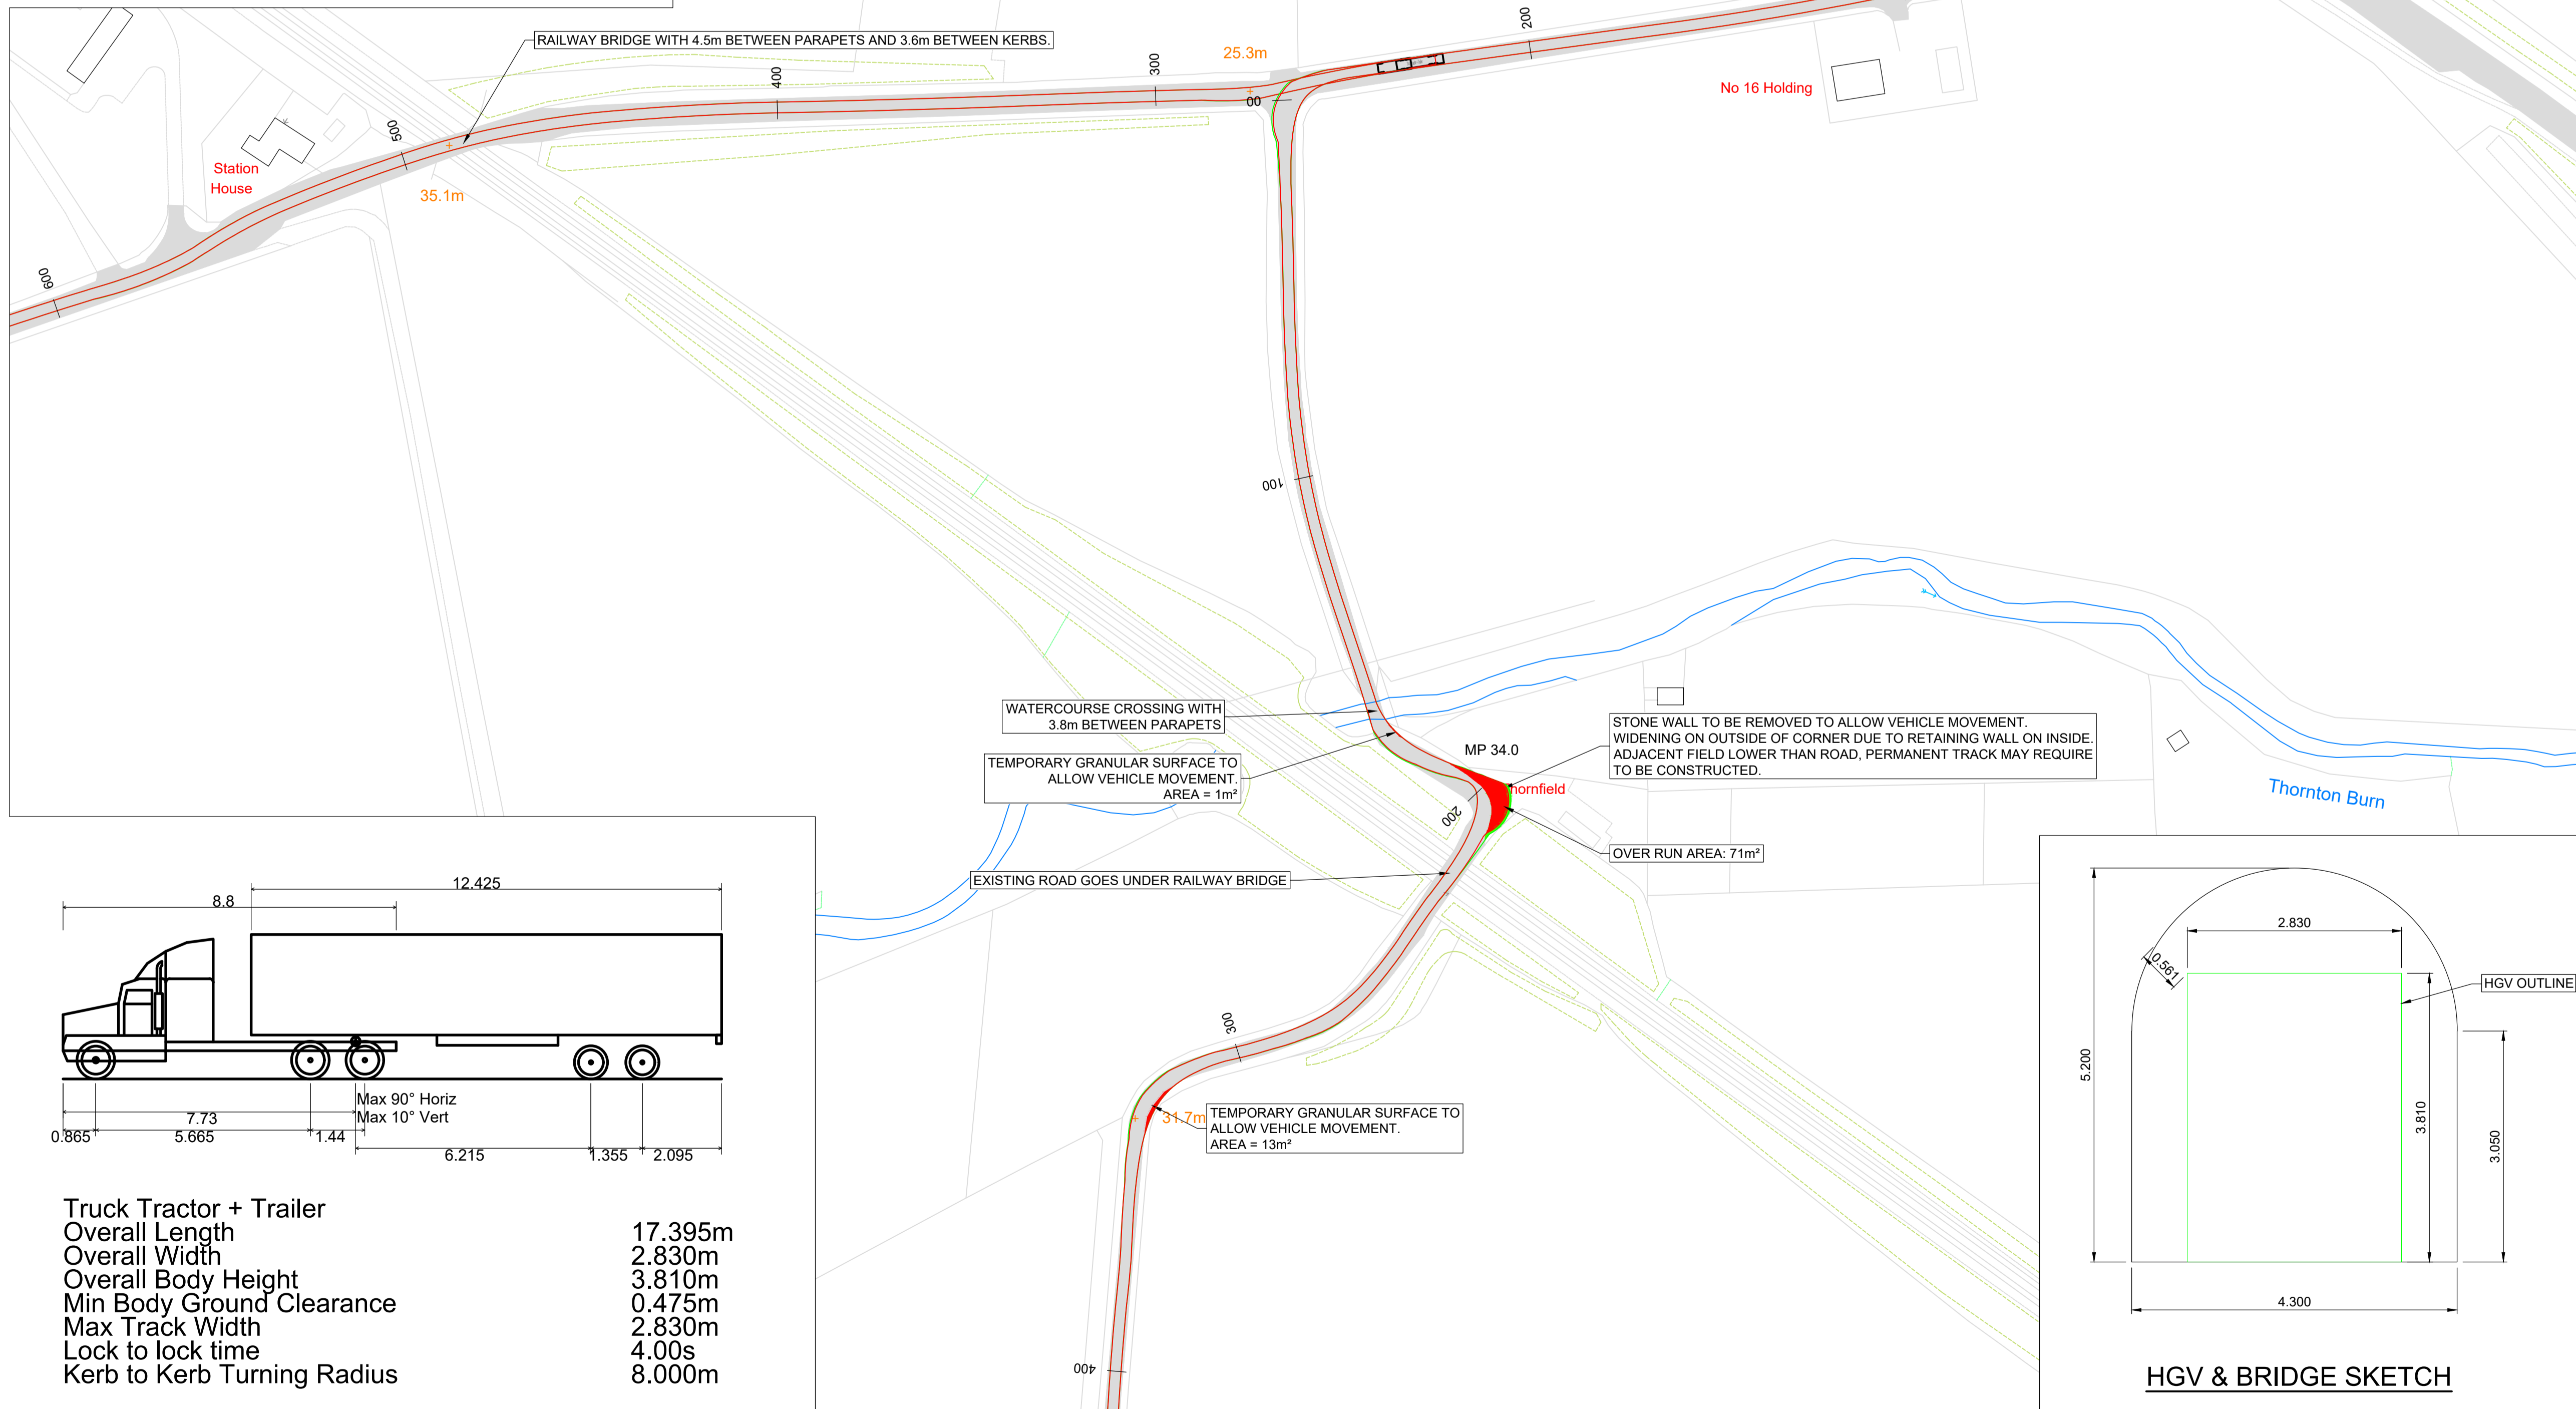 RAILWAY BRIDGE WITH 4.5m BETWEEN PARAPETS AND 3.6m BETWEEN KERBS.
25.3m
200
300
400
500
600
00
Station
House
35.1m
No 16 Holding
100
WATERCOURSE CROSSING WITH
3.8m BETWEEN PARAPETS
TEMPORARY GRANULAR SURFACE TO
ALLOW VEHICLE MOVEMENT.
AREA = 1m²
MP 34.0
STONE WALL TO BE REMOVED TO ALLOW VEHICLE MOVEMENT.
WIDENING ON OUTSIDE OF CORNER DUE TO RETAINING WALL ON INSIDE.
ADJACENT FIELD LOWER THAN ROAD, PERMANENT TRACK MAY REQUIRE
TO BE CONSTRUCTED.
hornfield
200
OVER RUN AREA: 71m²
EXISTING ROAD GOES UNDER RAILWAY BRIDGE
Thornton Burn
300
31.7m
TEMPORARY GRANULAR SURFACE TO
ALLOW VEHICLE MOVEMENT.
AREA = 13m²
400
12.425
8.8
Max 90° Horiz
Max 10° Vert
7.73
0.865
5.665
1.44
6.215
1.355
2.095
Truck Tractor + Trailer
Overall Length 17.395m
Overall Width 2.830m
Overall Body Height 3.810m
Min Body Ground Clearance 0.475m
Max Track Width 2.830m
Lock to lock time 4.00s
Kerb to Kerb Turning Radius 8.000m
2.830
0.561
HGV OUTLINE
5.200
3.810
3.050
4.300
HGV & BRIDGE SKETCH